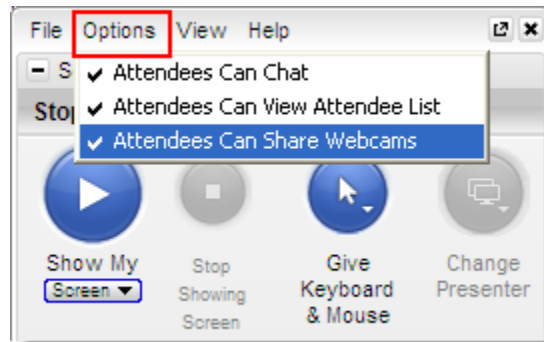 File Options View Help
S
✓ Attendees Can Chat
Sto
✓ Attendees Can View Attendee List
✓ Attendees Can Share Webcams
Show My
Screen
Stop
Showing
Screen
Give
Keyboard
& Mouse
Change
Presenter